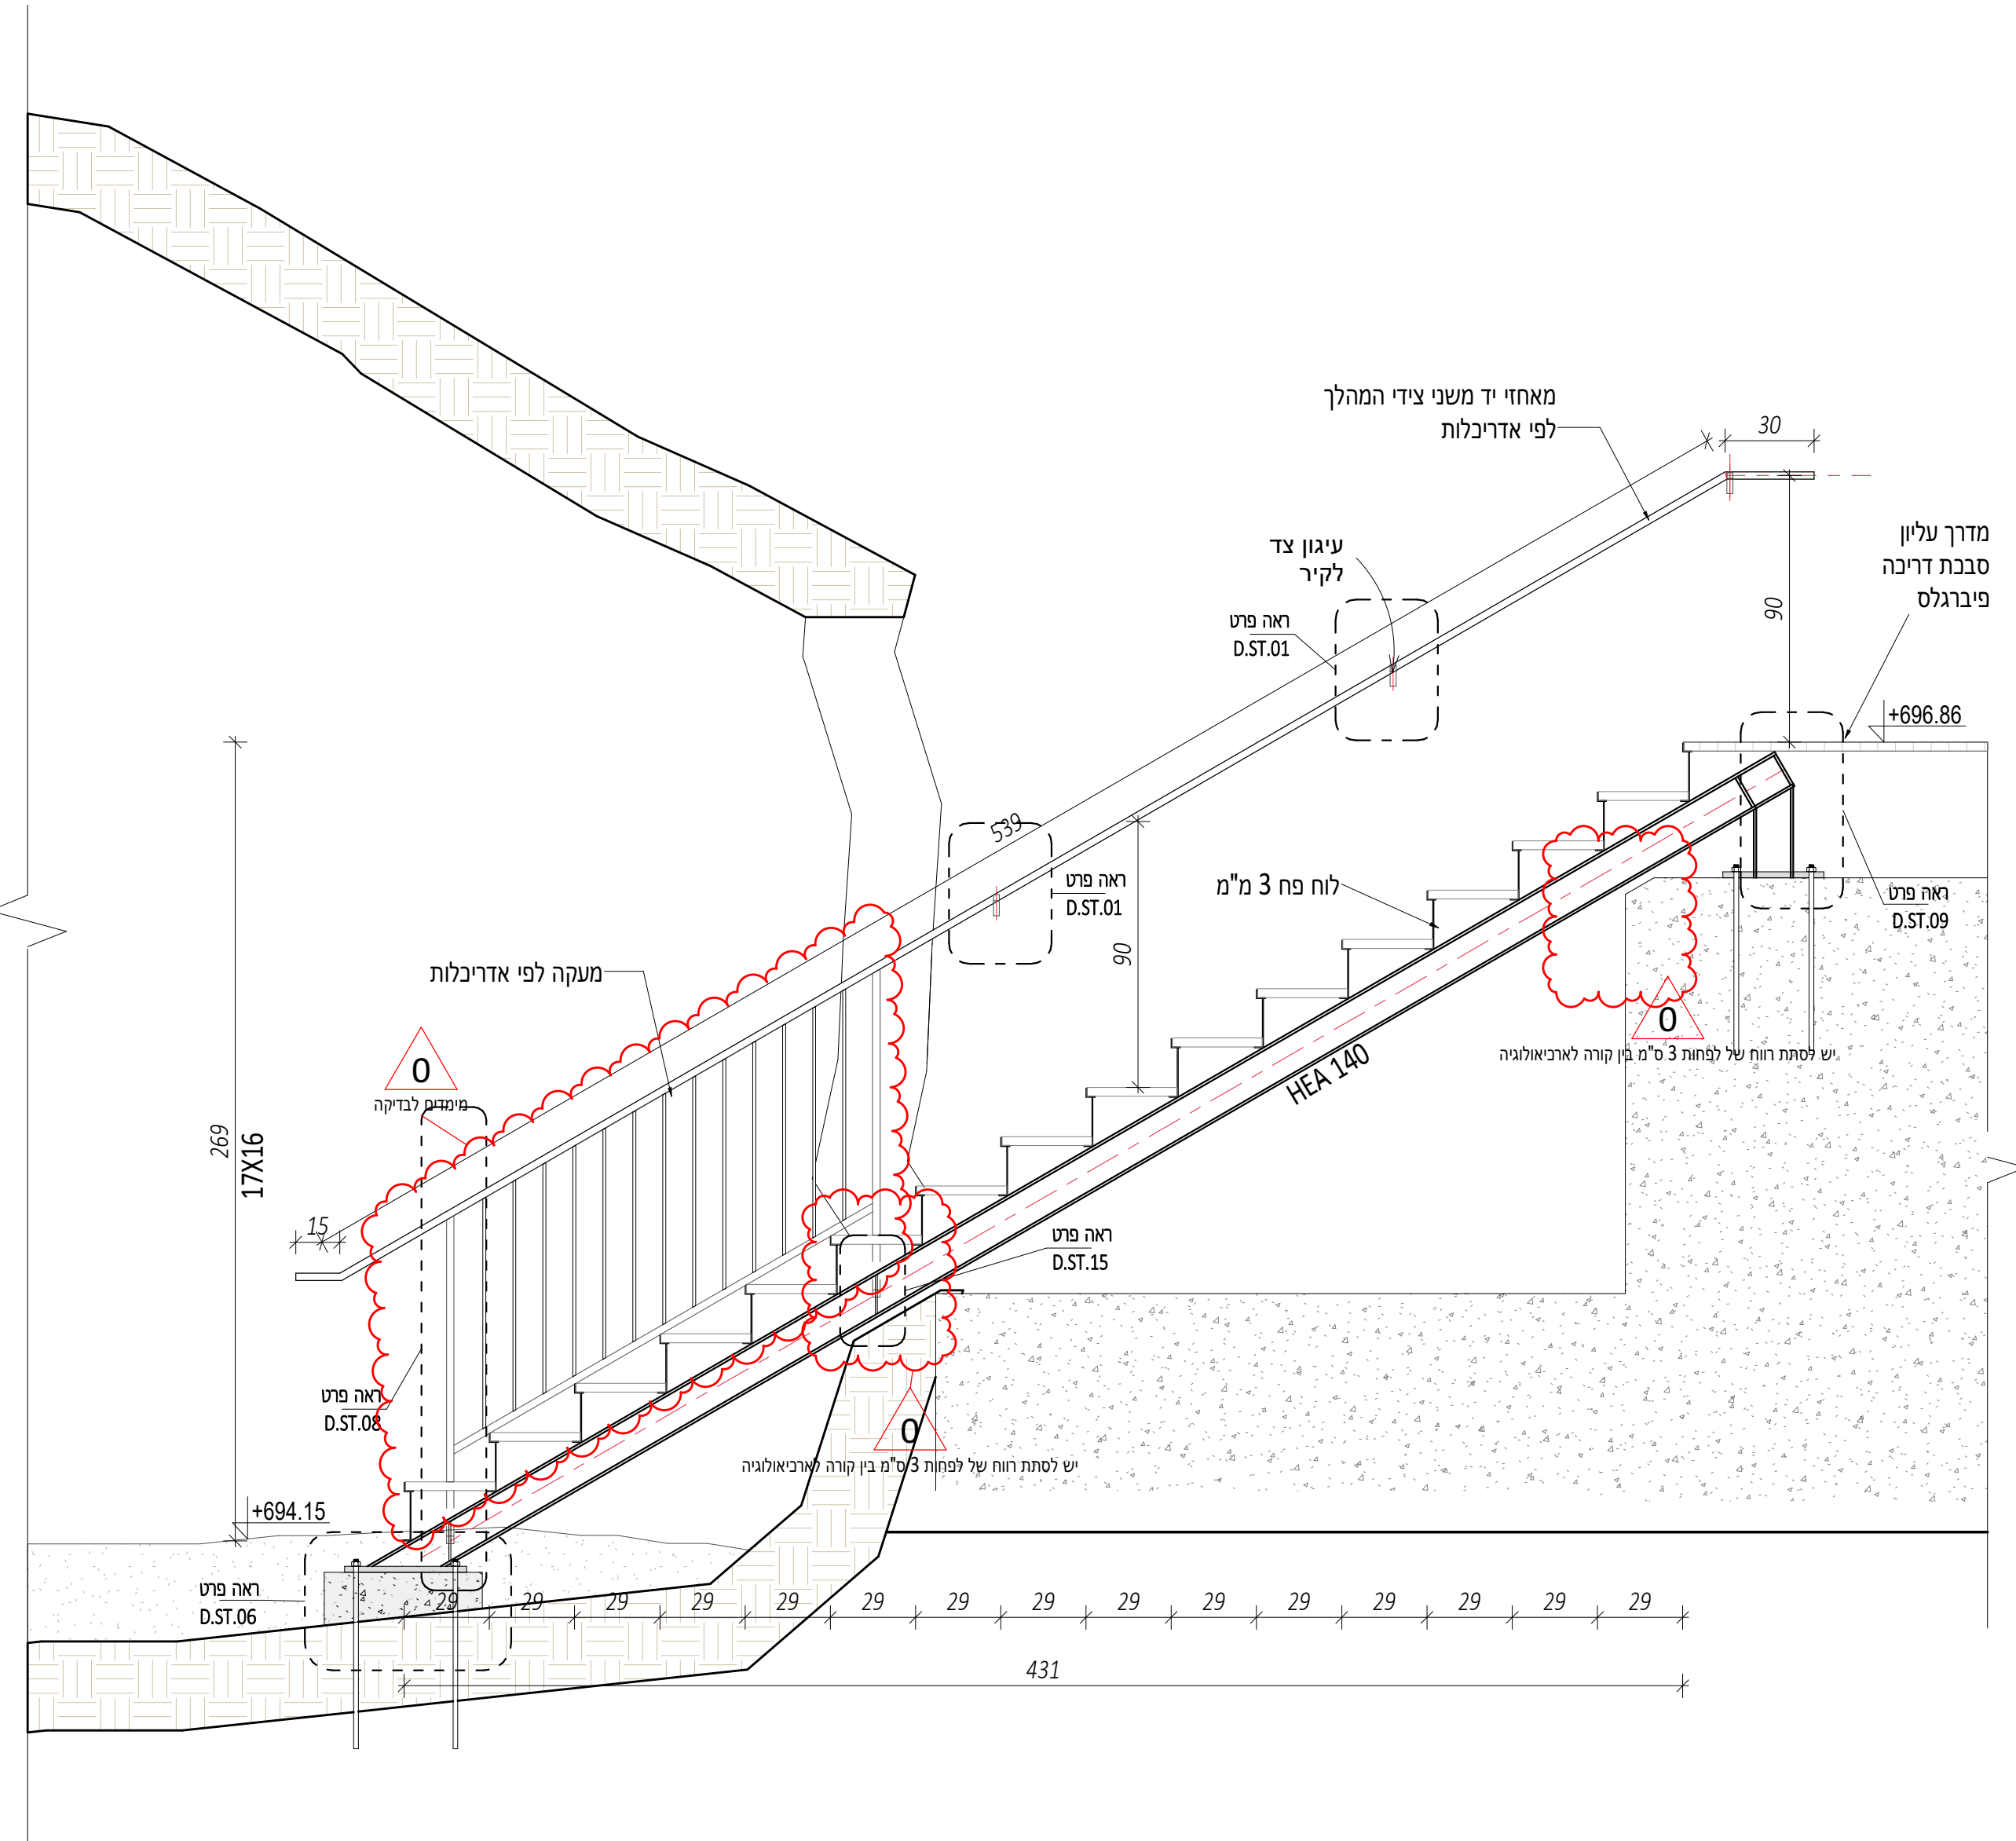 מאחזי יד משני צידי המהלך
לפי אדריכלות
30
מדרך עליון
סבכת דריכה
פיברגלס
עיגון צד
לקיר
90
ראה פרט
D.ST.01
+696.86
539
ראה פרט
D.ST.01
לוח פח 3 מ"מ
ראה פרט
D.ST.09
90
מעקה לפי אדריכלות
0
יש לסתת רווח של לפחות 3 ס"מ בין קורה לארכיאולוגיה
0
מימדים לבדיקה
HEA 140
269
17X16
15
ראה פרט
D.ST.15
ראה פרט
D.ST.08
0
יש לסתת רווח של לפחות 3 ס"מ בין קורה לארכיאולוגיה
+694.15
ראה פרט
D.ST.06
29 29 29 29 29 29 29 29 29 29 29 29 29 29 29
431